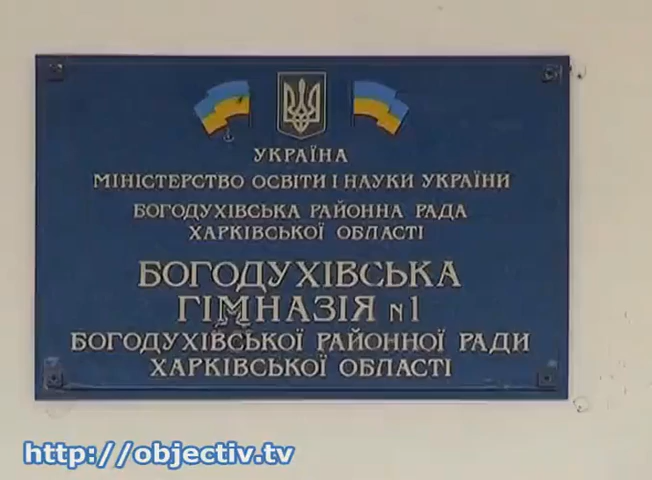 УКРАЇНА
МІНІСТЕРСТВО ОСВІТИ І НАУКИ УКРАЇНИ
БОГОДУХІВСЬКА РАЙОННА РАДА
ХАРКІВСЬКОЇ ОБЛАСТІ
БОГОДУХІВСЬКА
ГІМНАЗІЯ N1
БОГОДУХІВСЬКОЇ РАЙОННОЇ РАДИ
ХАРКІВСЬКОЇ ОБЛАСТІ
http://objectiv.tv